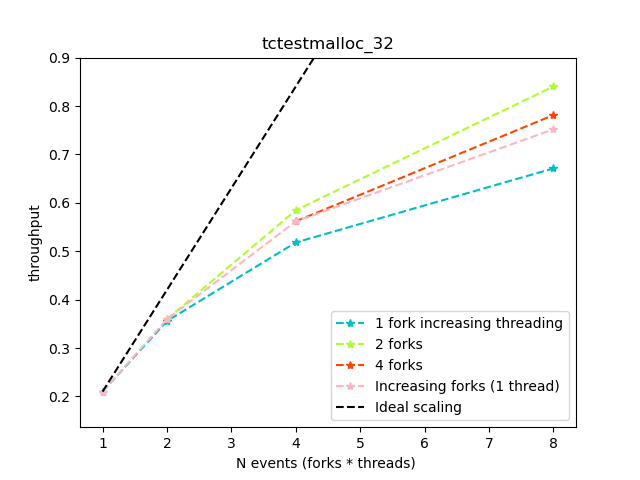 tctestmalloc_32
0.9
0.8
0.7
0.6
0.5
0.4
0.3
0.2
throughput
1 fork increasing threading
2 forks
4 forks
Increasing forks (1 thread)
Ideal scaling
1 2 3 4 5 6 7 8
N events (forks * threads)